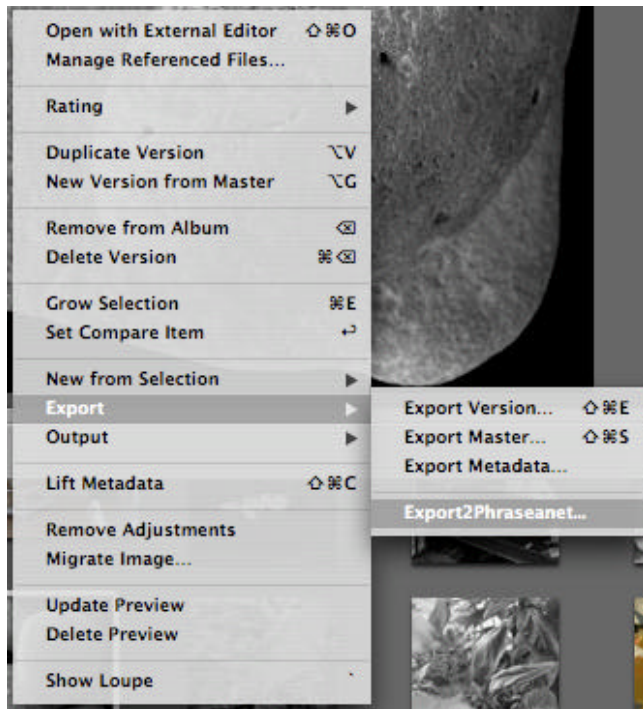 Open with External Editor ⇧⌘O
Manage Referenced Files...
Rating ▶
Duplicate Version ⌥V
New Version from Master ⌥G
Remove from Album ⌫
Delete Version ⌘⌫
Grow Selection ⌘E
Set Compare Item ↩
New from Selection ▶
Export ▶
Output ▶
Lift Metadata ⇧⌘C
Remove Adjustments
Migrate Image...
Update Preview
Delete Preview
Show Loupe `
Export Version... ⇧⌘E
Export Master... ⇧⌘S
Export Metadata...
Export2Phraseanet...